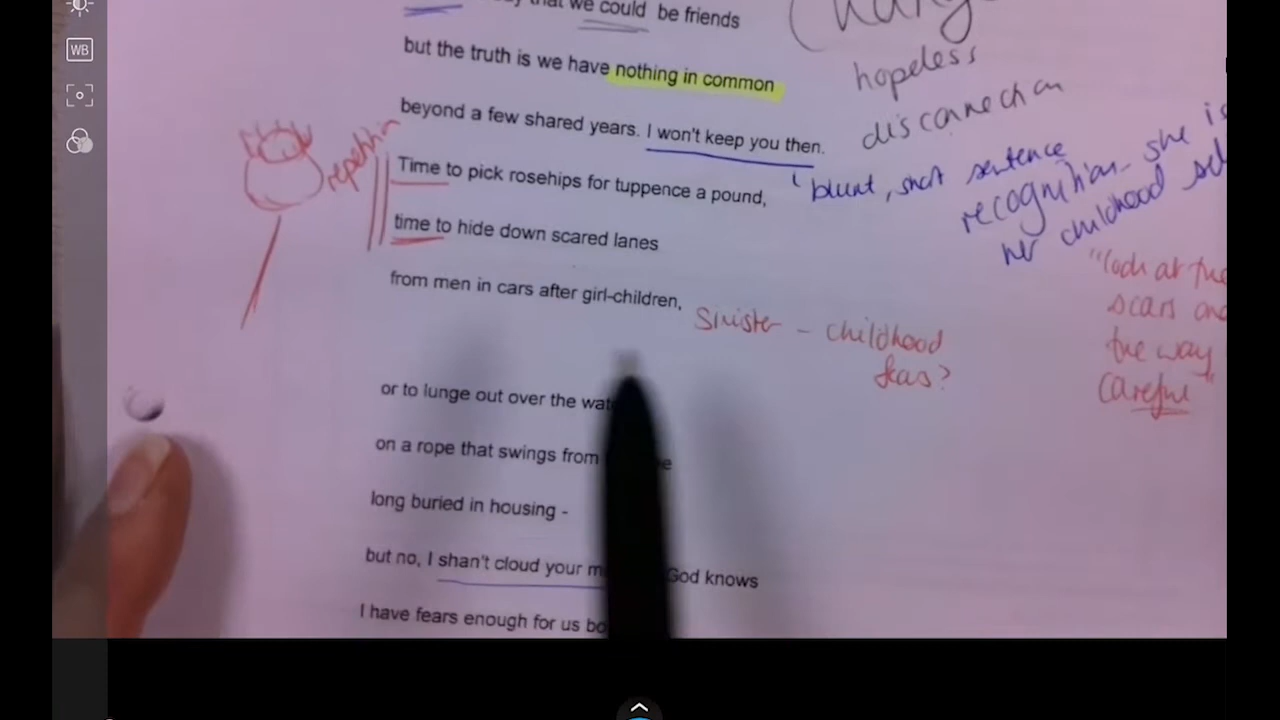 we could be friends
hopeless
but the truth is we have nothing in common
disconnection
beyond a few shared years. I won't keep you then.
blunt, short sentence
recognition - she is
her childhood
repetition
Time to pick rosehips for tuppence a pound,
time to hide down scared lanes
"look at the
scars and
the way
careful"
from men in cars after girl-children,
Sinister - childhood
fears?
or to lunge out over the
on a rope that swings from
long buried in housing -
but no, I shan't cloud your God knows
I have fears enough for us
WB